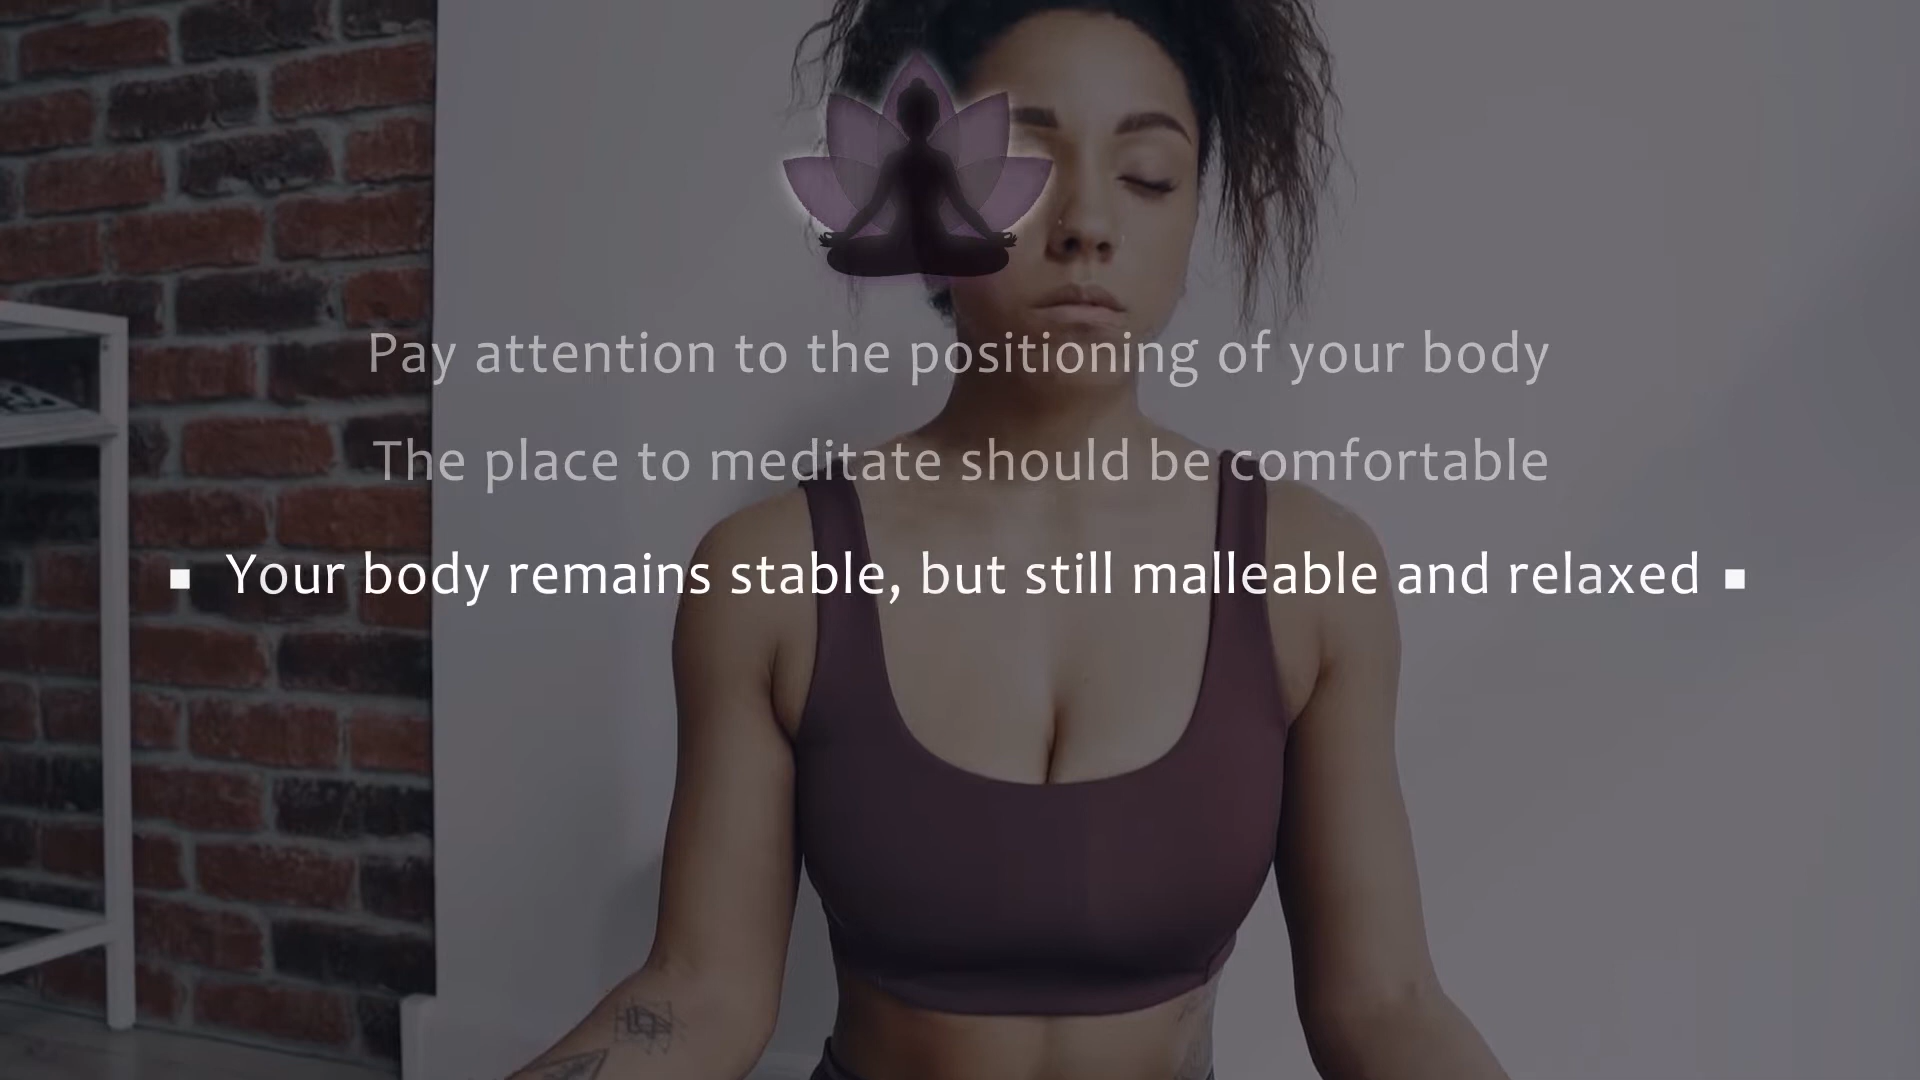 Pay attention to the positioning of your body
The place to meditate should be comfortable
▪ Your body remains stable, but still malleable and relaxed ▪